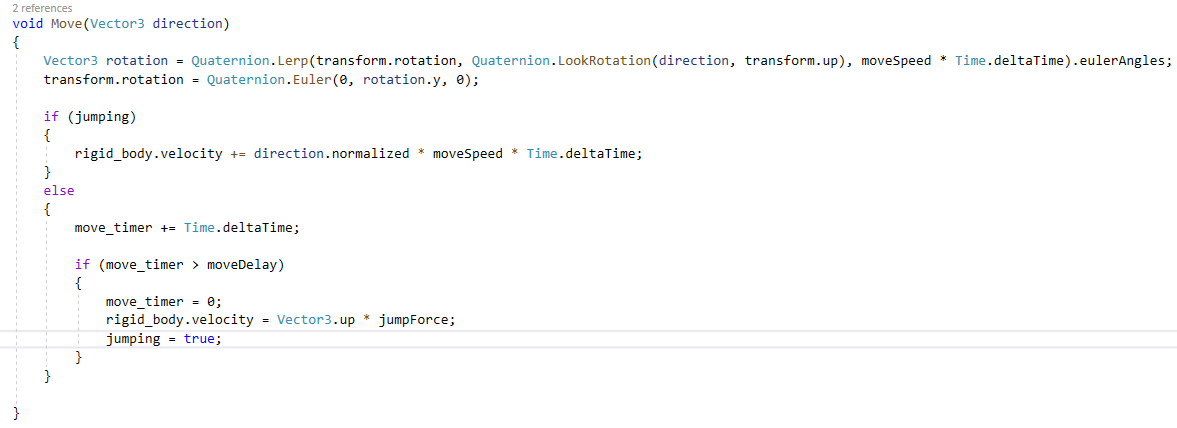 2 references
void Move(Vector3 direction)
{
    Vector3 rotation = Quaternion.Lerp(transform.rotation, Quaternion.LookRotation(direction, transform.up), moveSpeed * Time.deltaTime).eulerAngles;
    transform.rotation = Quaternion.Euler(0, rotation.y, 0);

    if (jumping)
    {
        rigid_body.velocity += direction.normalized * moveSpeed * Time.deltaTime;
    }
    else
    {
        move_timer += Time.deltaTime;

        if (move_timer > moveDelay)
        {
            move_timer = 0;
            rigid_body.velocity = Vector3.up * jumpForce;
            jumping = true;
        }
    }

}